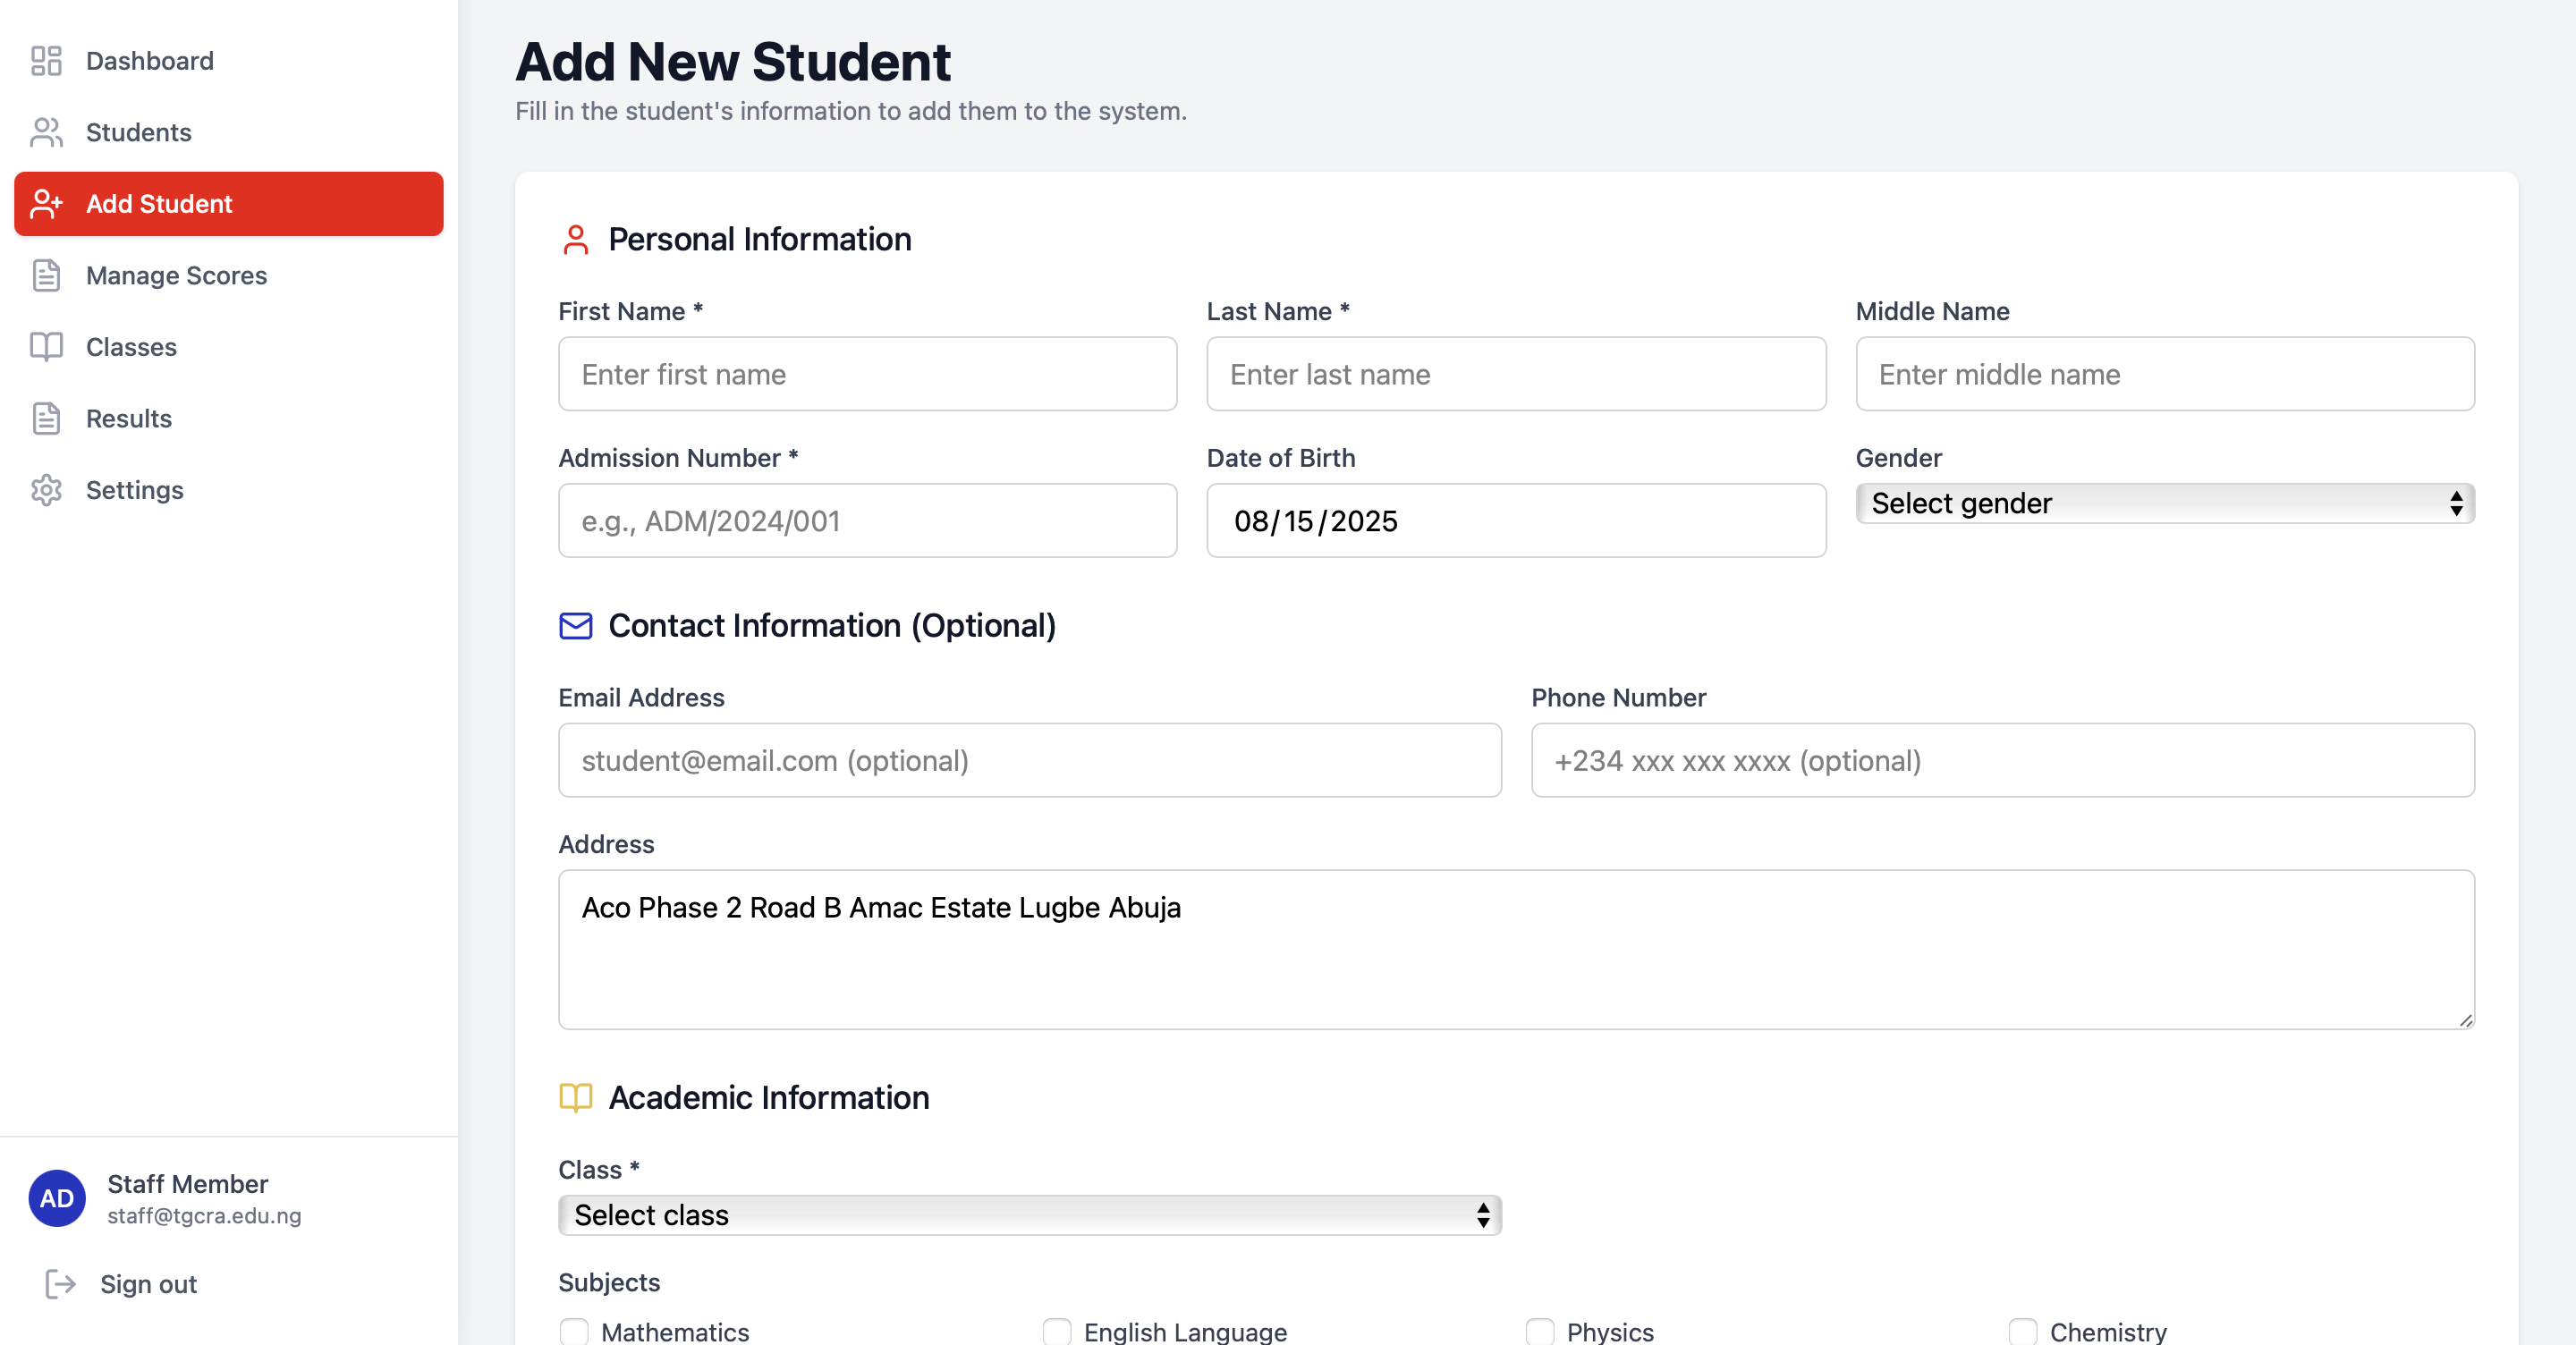 Dashboard
Students
Add Student
Manage Scores
Classes
Results
Settings
AD
Staff Member
staff@tgcra.edu.ng
Sign out
Add New Student
Fill in the student's information to add them to the system.
Personal Information
First Name * Last Name * Middle Name
Enter first name Enter last name Enter middle name
Admission Number * Date of Birth Gender
e.g., ADM/2024/001 08/15/2025 Select gender
Contact Information (Optional)
Email Address Phone Number
student@email.com (optional) +234 xxx xxx xxxx (optional)
Address
Aco Phase 2 Road B Amac Estate Lugbe Abuja
Academic Information
Class *
Select class
Subjects
Mathematics English Language Physics Chemistry